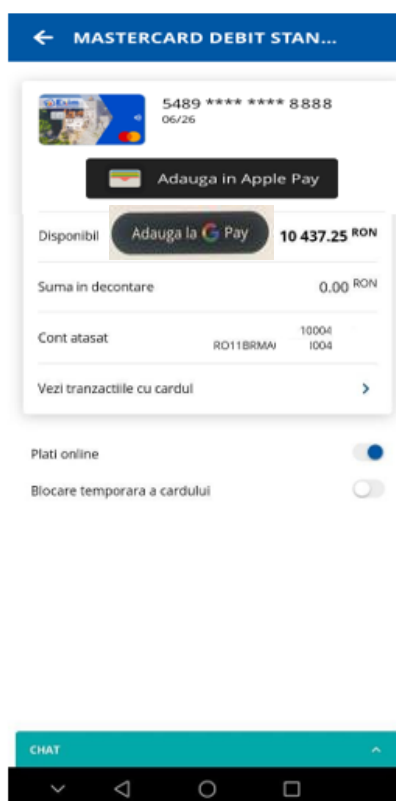 MASTERCARD DEBIT STAN...
Exim
5489 **** **** 8888
06/26
Adauga in Apple Pay
Disponibil
Adauga la G Pay
10 437.25 RON
Suma in decontare
0.00 RON
Cont atasat
10004
RO11BRMA
I004
Vezi tranzactiile cu cardul
Plati online
Blocare temporara a cardului
CHAT